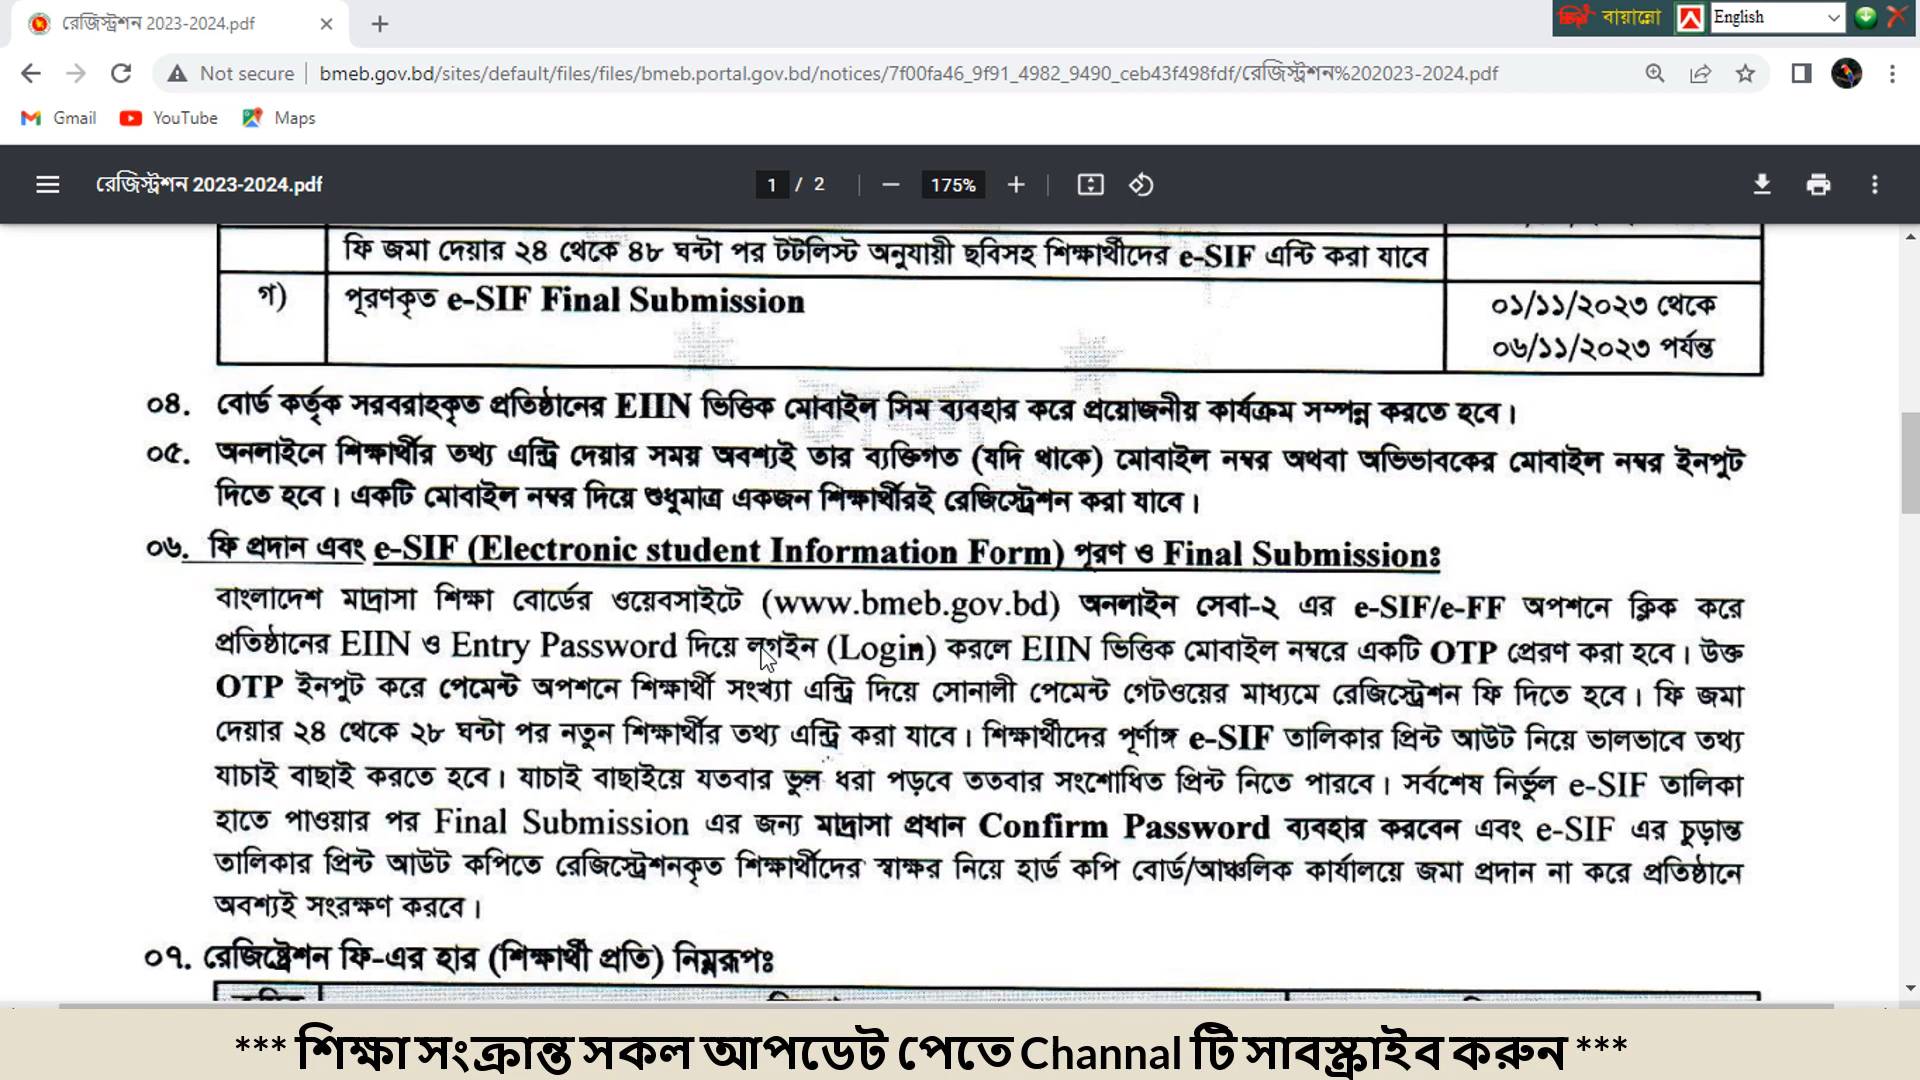 রেজিস্ট্রশন 2023-2024.pdf
বায়ান্নো
English
Not secure
bmeb.gov.bd/sites/default/files/files/bmeb.portal.gov.bd/notices/7f00fa46_9f91_4982_9490_ceb43f498fdf/রেজিস্ট্রশন%202023-2024.pdf
Gmail YouTube Maps
রেজিস্ট্রশন 2023-2024.pdf 1 / 2 175%
ফি জমা দেয়ার ২৪ থেকে ৪৮ ঘন্টা পর টটলিস্ট অনুযায়ী ছবিসহ শিক্ষার্থীদের e-SIF এন্টি করা যাবে
গ) পূরণকৃত e-SIF Final Submission ০১/১১/২০২৩ থেকে
০৬/১১/২০২৩ পর্যন্ত
০৪. বোর্ড কর্তৃক সরবরাহকৃত প্রতিষ্ঠানের EIIN ভিত্তিক মোবাইল সিম ব্যবহার করে প্রয়োজনীয় কার্যক্রম সম্পন্ন করতে হবে।
০৫. অনলাইনে শিক্ষার্থীর তথ্য এন্ট্রি দেয়ার সময় অবশ্যই তার ব্যক্তিগত (যদি থাকে) মোবাইল নম্বর অথবা অভিভাবকের মোবাইল নম্বর ইনপুট
দিতে হবে। একটি মোবাইল নম্বর দিয়ে শুধুমাত্র একজন শিক্ষার্থীরই রেজিস্ট্রেশন করা যাবে।
০৬. ফি প্রদান এবং e-SIF (Electronic student Information Form) পূরণ ও Final Submissionঃ
বাংলাদেশ মাদ্রাসা শিক্ষা বোর্ডের ওয়েবসাইটে (www.bmeb.gov.bd) অনলাইন সেবা-২ এর e-SIF/e-FF অপশনে ক্লিক করে
প্রতিষ্ঠানের EIIN ও Entry Password দিয়ে লগইন (Login) করলে EIIN ভিত্তিক মোবাইল নম্বরে একটি OTP প্রেরণ করা হবে। উক্ত
OTP ইনপুট করে পেমেন্ট অপশনে শিক্ষার্থী সংখ্যা এন্ট্রি দিয়ে সোনালী পেমেন্ট গেটওয়ের মাধ্যমে রেজিস্ট্রেশন ফি দিতে হবে। ফি জমা
দেয়ার ২৪ থেকে ২৮ ঘন্টা পর নতুন শিক্ষার্থীর তথ্য এন্ট্রি করা যাবে। শিক্ষার্থীদের পূর্ণাঙ্গ e-SIF তালিকার প্রিন্ট আউট নিয়ে ভালভাবে তথ্য
যাচাই বাছাই করতে হবে। যাচাই বাছাইয়ে যতবার ভুল ধরা পড়বে ততবার সংশোধিত প্রিন্ট নিতে পারবে। সর্বশেষ নির্ভুল e-SIF তালিকা
হাতে পাওয়ার পর Final Submission এর জন্য মাদ্রাসা প্রধান Confirm Password ব্যবহার করবেন এবং e-SIF এর চুড়ান্ত
তালিকার প্রিন্ট আউট কপিতে রেজিস্ট্রেশনকৃত শিক্ষার্থীদের স্বাক্ষর নিয়ে হার্ড কপি বোর্ড/আঞ্চলিক কার্যালয়ে জমা প্রদান না করে প্রতিষ্ঠানে
অবশ্যই সংরক্ষণ করবে।
০৭. রেজিষ্ট্রেশন ফি-এর হার (শিক্ষার্থী প্রতি) নিম্নরূপঃ
*** শিক্ষা সংক্রান্ত সকল আপডেট পেতে Channal টি সাবস্ক্রাইব করুন ***